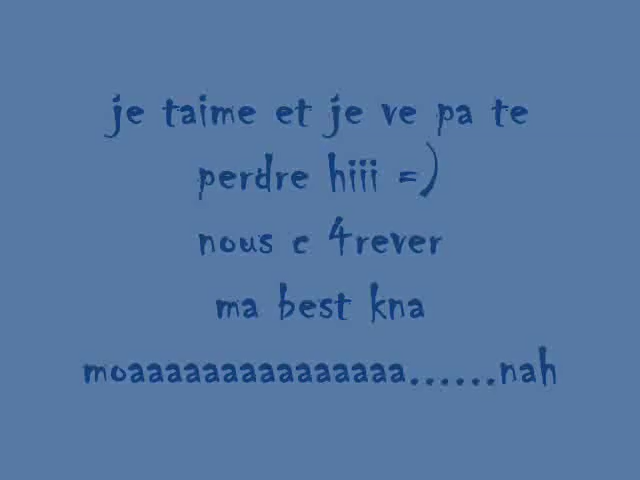 je taime et je ve pa te
perdre hiii =)
nous c 4rever
ma best kna
moaaaaaaaaaaaaaaa......nah